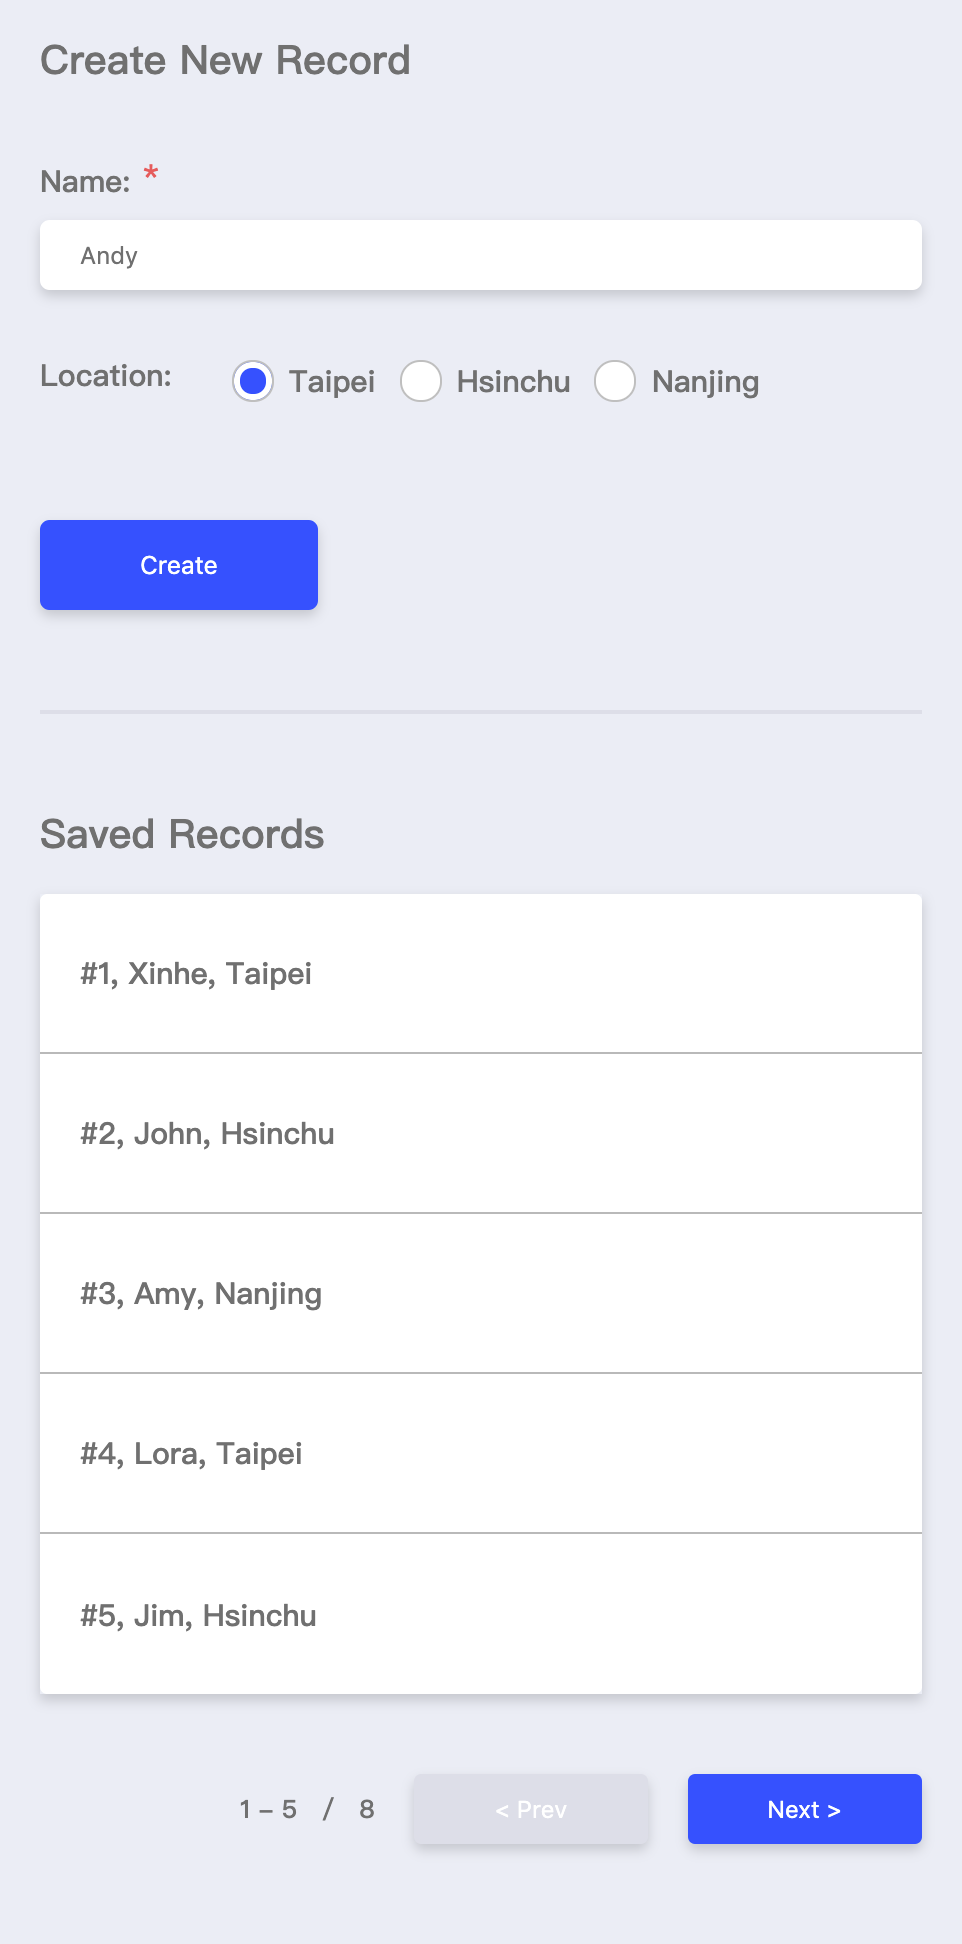 Create New Record
Name: *
Andy
Location: Taipei Hsinchu Nanjing
Create
Saved Records
#1, Xinhe, Taipei
#2, John, Hsinchu
#3, Amy, Nanjing
#4, Lora, Taipei
#5, Jim, Hsinchu
1 – 5 / 8 < Prev Next >